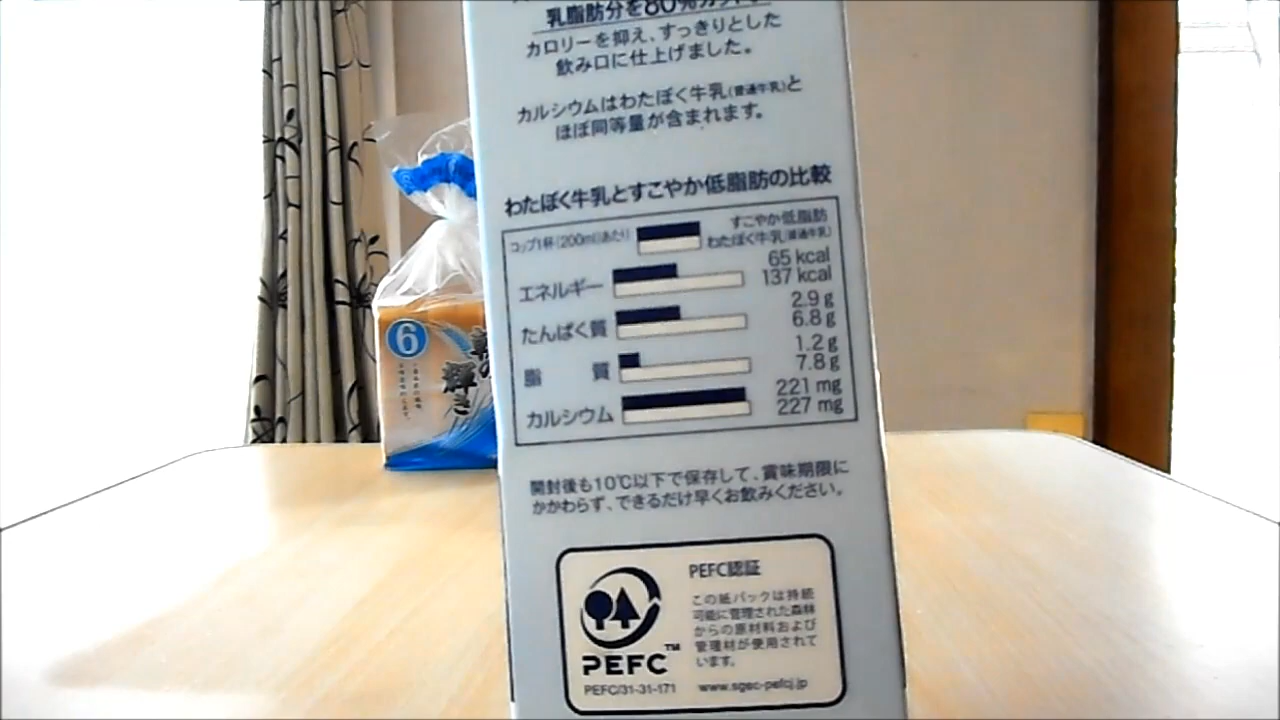 乳脂肪分を80%カット。
カロリーを抑え、すっきりとした
飲み口に仕上げました。
カルシウムはわたぼく牛乳(普通牛乳)と
ほぼ同等量が含まれます。
わたぼく牛乳とすこやか低脂肪の比較
コップ1杯(200ml)あたり
すこやか低脂肪
わたぼく牛乳(普通牛乳)
エネルギー 65 kcal
137 kcal
たんぱく質 2.9 g
6.8 g
脂質 1.2 g
7.8 g
カルシウム 221 mg
227 mg
開封後も10℃以下で保存して、賞味期限に
かかわらず、できるだけ早くお飲みください。
PEFC認証
この紙パックは持続
可能に管理された森林
からの原材料および
管理材が使用されて
います。
PEFC™
PEFC/31-31-171
www.sgec-pefcj.jp
6
輝き